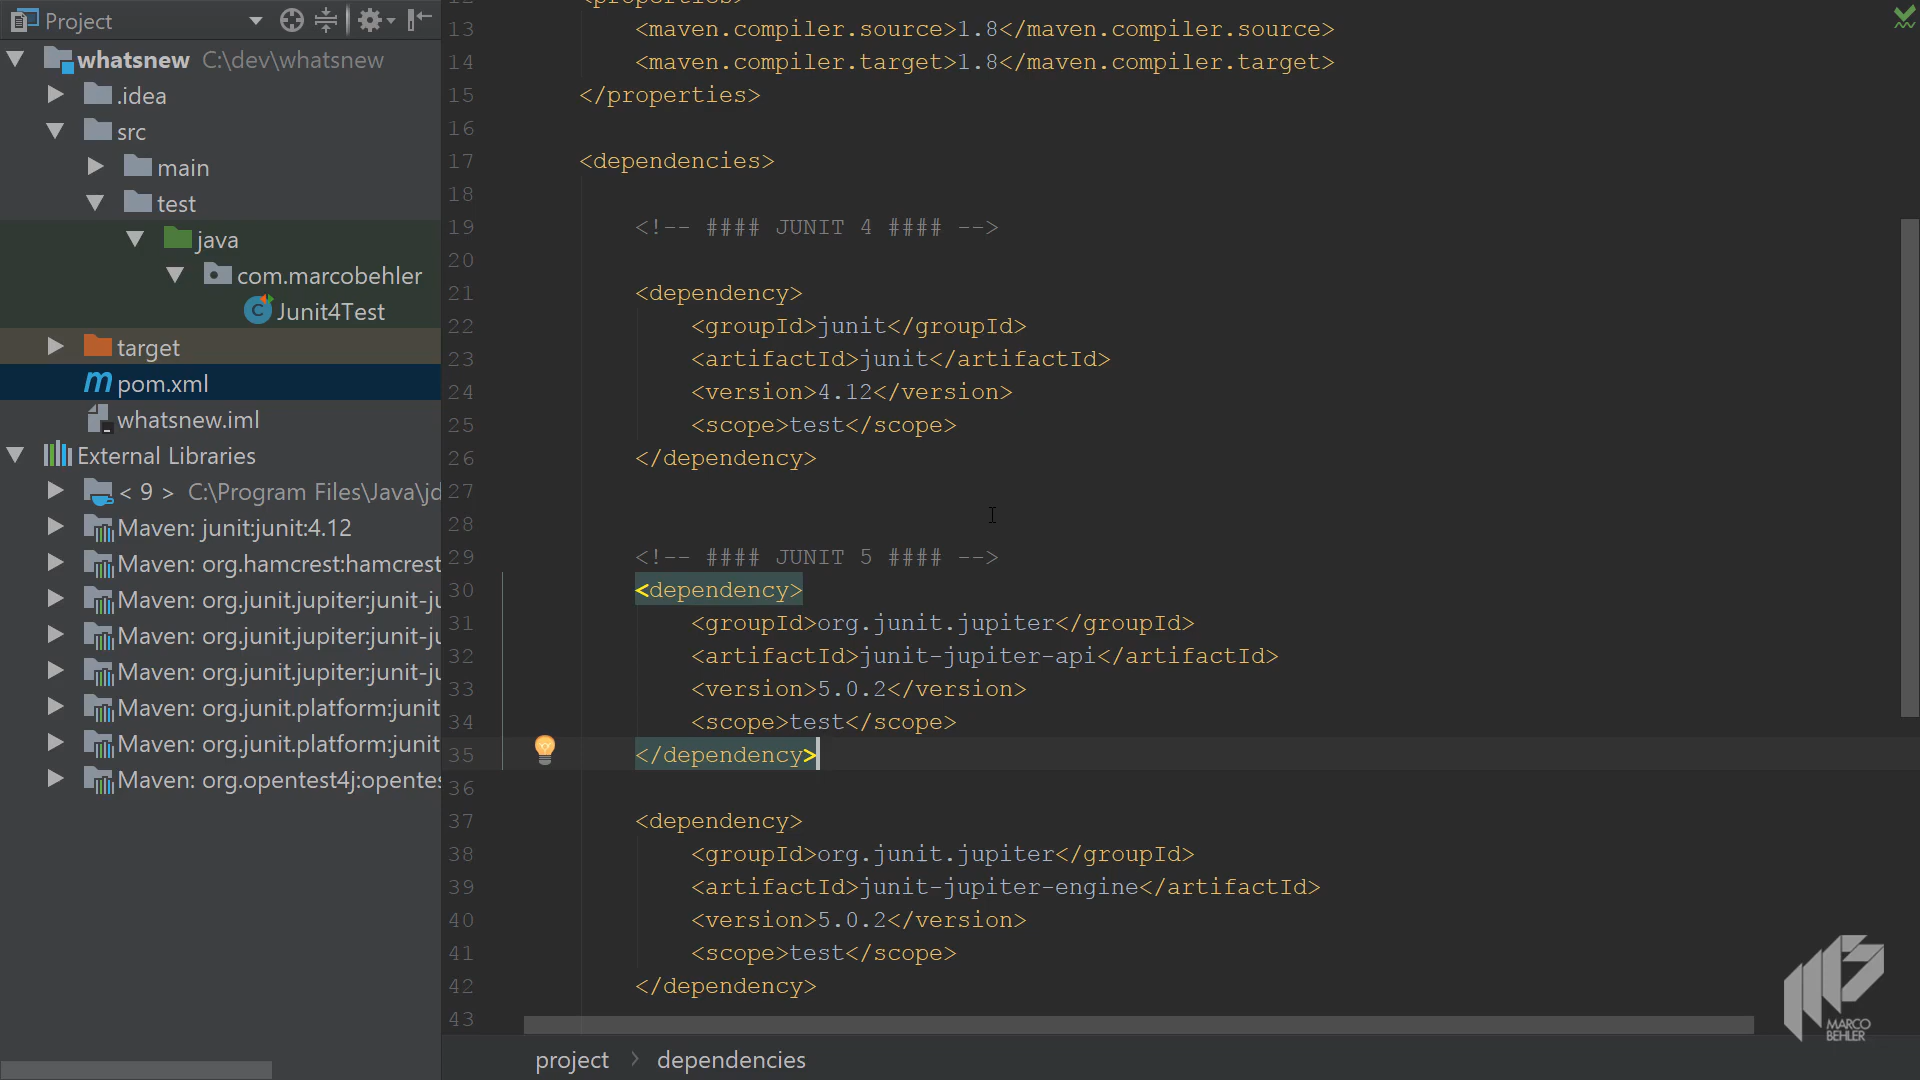 Project
whatsnew C:\dev\whatsnew
.idea
src
main
test
java
com.marcobehler
Junit4Test
target
pom.xml
whatsnew.iml
External Libraries
< 9 > C:\Program Files\Java\jd
Maven: junit:junit:4.12
Maven: org.hamcrest:hamcrest
Maven: org.junit.jupiter:junit-ju
Maven: org.junit.jupiter:junit-ju
Maven: org.junit.jupiter:junit-ju
Maven: org.junit.platform:junit
Maven: org.junit.platform:junit
Maven: org.opentest4j:opentes
12 <properties>
13 <maven.compiler.source>1.8</maven.compiler.source>
14 <maven.compiler.target>1.8</maven.compiler.target>
15 </properties>
16
17 <dependencies>
18
19 <!-- #### JUNIT 4 #### -->
20
21 <dependency>
22 <groupId>junit</groupId>
23 <artifactId>junit</artifactId>
24 <version>4.12</version>
25 <scope>test</scope>
26 </dependency>
27
28
29 <!-- #### JUNIT 5 #### -->
30 <dependency>
31 <groupId>org.junit.jupiter</groupId>
32 <artifactId>junit-jupiter-api</artifactId>
33 <version>5.0.2</version>
34 <scope>test</scope>
35 </dependency>
36
37 <dependency>
38 <groupId>org.junit.jupiter</groupId>
39 <artifactId>junit-jupiter-engine</artifactId>
40 <version>5.0.2</version>
41 <scope>test</scope>
42 </dependency>
43
project > dependencies
MARCO
BEHLER